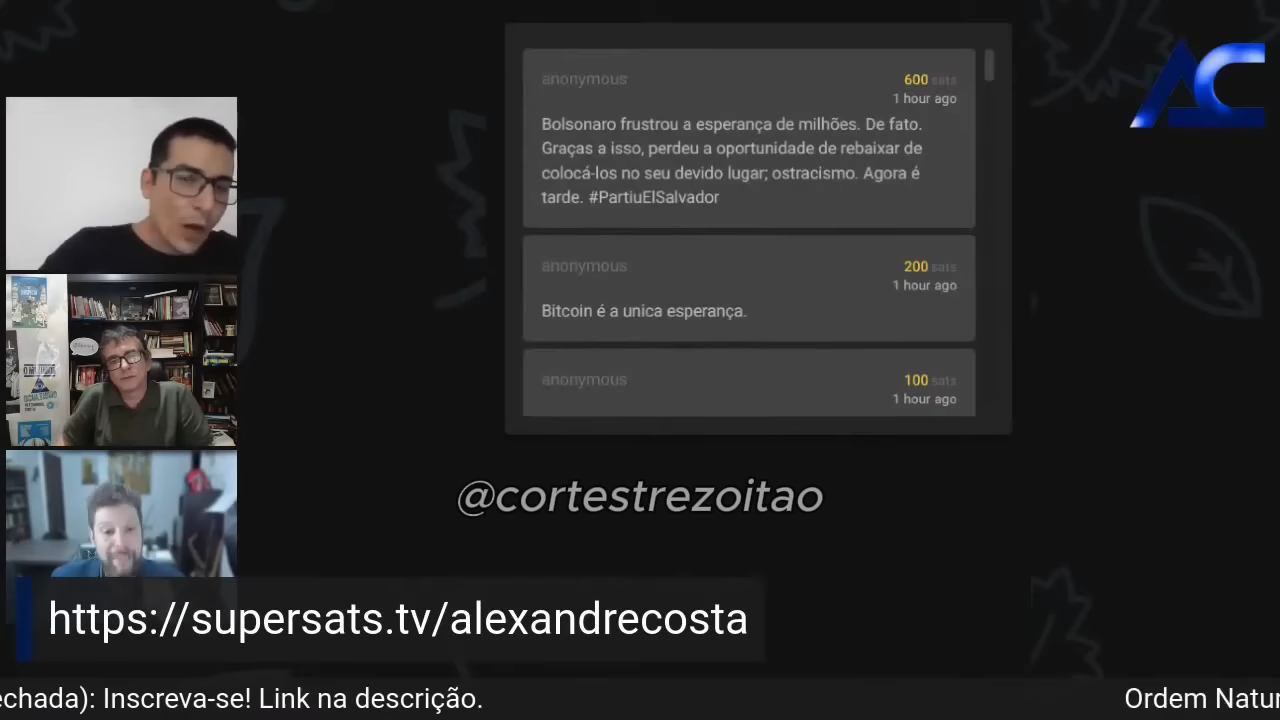 anonymous
600 sats
1 hour ago
Bolsonaro frustrou a esperança de milhões. De fato.
Graças a isso, perdeu a oportunidade de rebaixar de
colocá-los no seu devido lugar; ostracismo. Agora é
tarde. #PartiuElSalvador
anonymous
200 sats
1 hour ago
Bitcoin é a unica esperança.
anonymous
100 sats
1 hour ago
AC
@cortestrezoitao
https://supersats.tv/alexandrecosta
echada): Inscreva-se! Link na descrição.
Ordem Natur